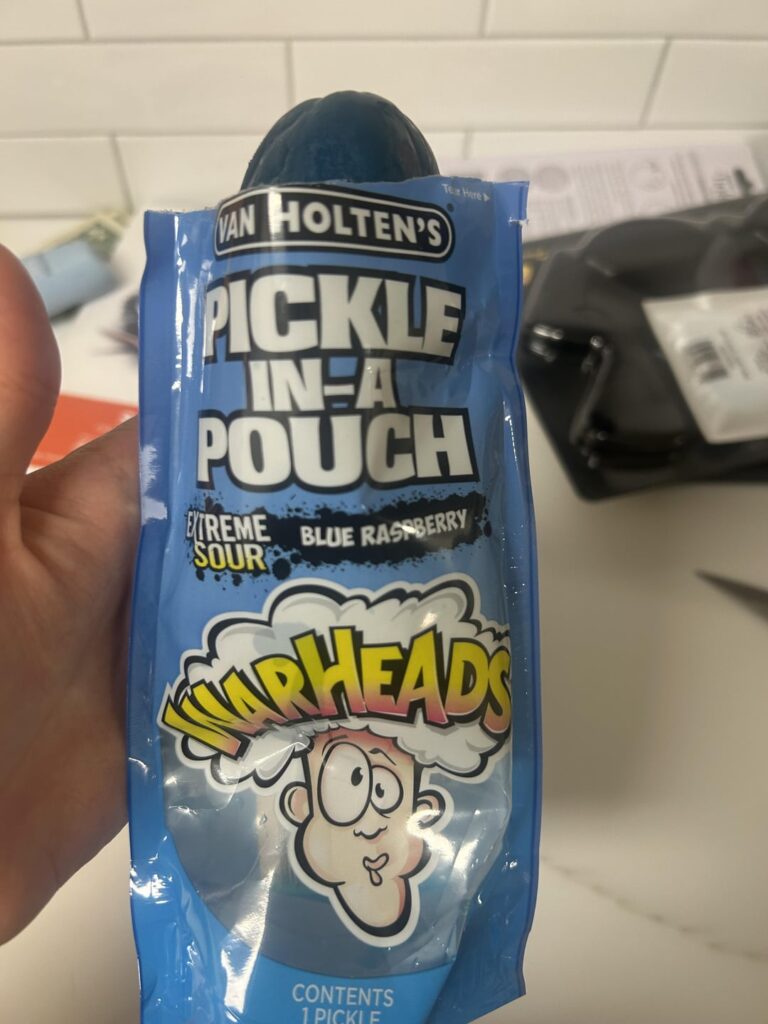 Tear Here
VAN HOLTEN'S®
PICKLE
IN-A
POUCH
EXTREME
SOUR
BLUE RASPBERRY
WARHEADS
CONTENTS
1 PICKLE